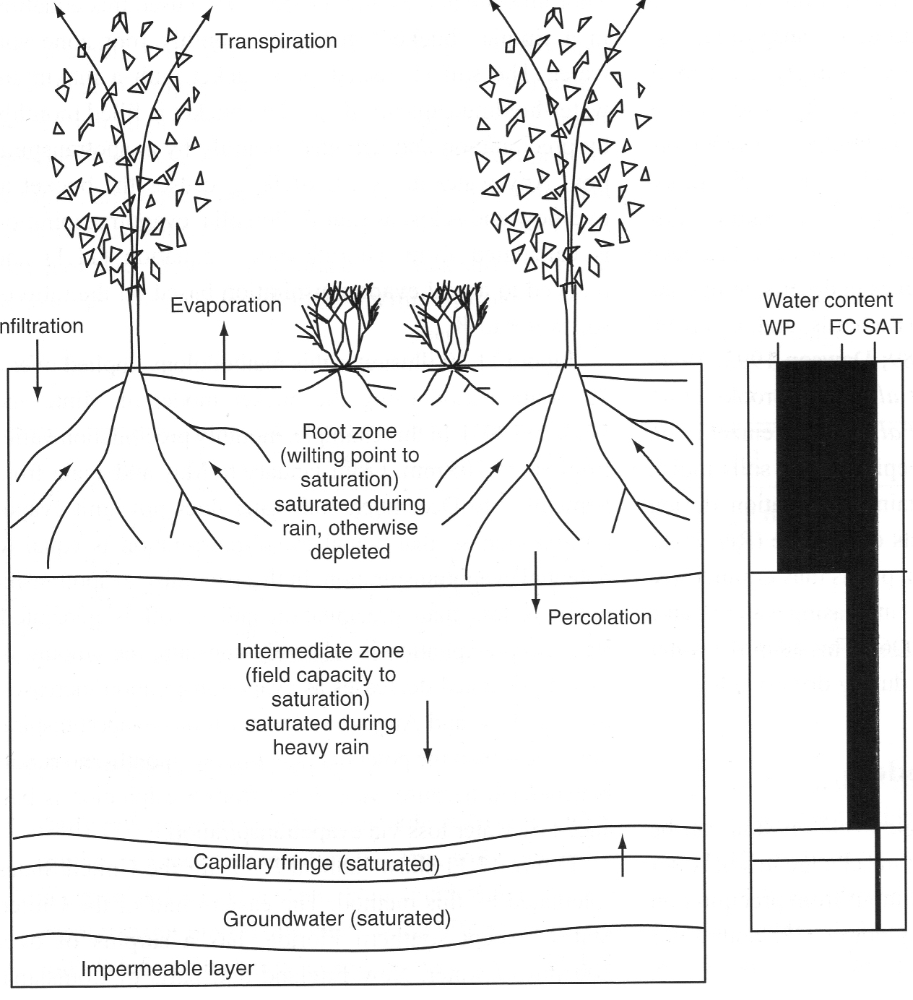 Transpiration
Evaporation
nfiltration
Water content
WP FC SAT
Root zone
(wilting point to
saturation)
saturated during
rain, otherwise
depleted
Percolation
Intermediate zone
(field capacity to
saturation)
saturated during
heavy rain
Capillary fringe (saturated)
Groundwater (saturated)
Impermeable layer